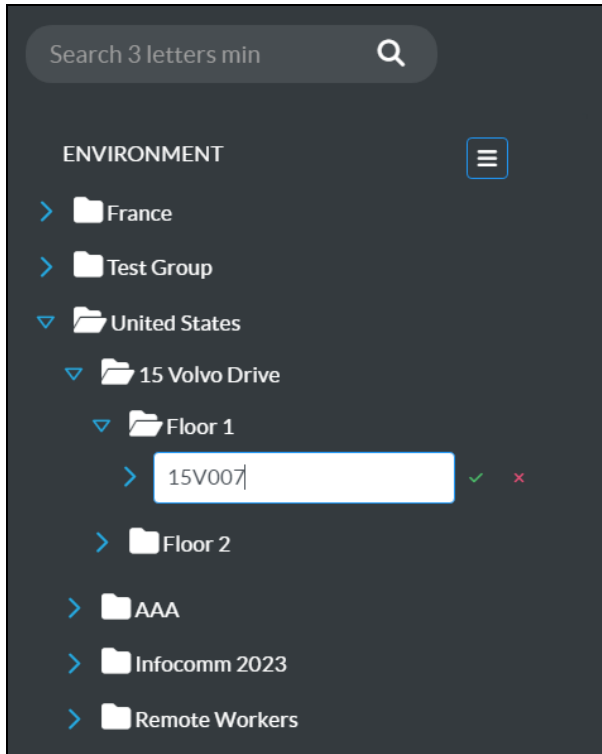 Search 3 letters min
ENVIRONMENT
France
Test Group
United States
15 Volvo Drive
Floor 1
15V007
Floor 2
AAA
Infocomm 2023
Remote Workers